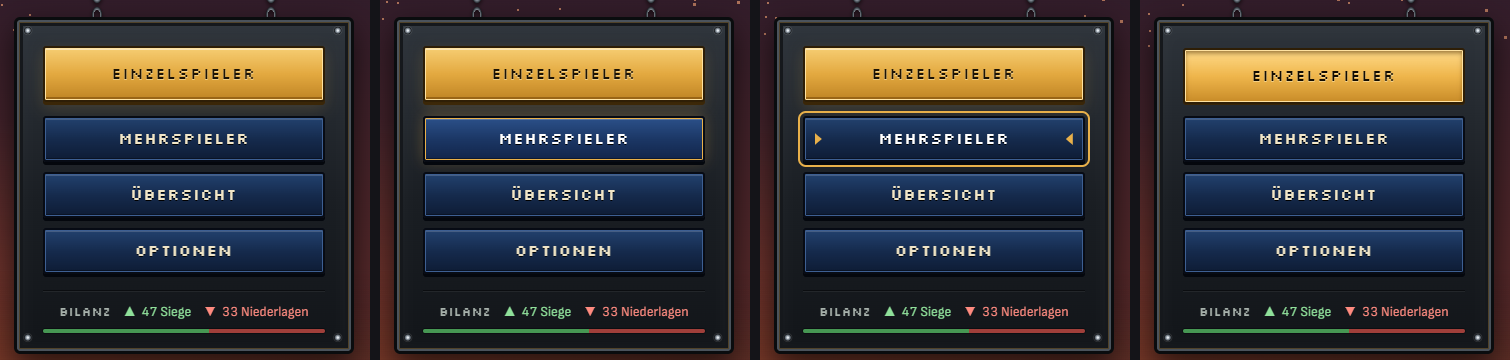 EINZELSPIELER
MEHRSPIELER
ÜBERSICHT
OPTIONEN
BILANZ ▲ 47 Siege ▼ 33 Niederlagen
EINZELSPIELER
MEHRSPIELER
ÜBERSICHT
OPTIONEN
BILANZ ▲ 47 Siege ▼ 33 Niederlagen
EINZELSPIELER
MEHRSPIELER
ÜBERSICHT
OPTIONEN
BILANZ ▲ 47 Siege ▼ 33 Niederlagen
EINZELSPIELER
MEHRSPIELER
ÜBERSICHT
OPTIONEN
BILANZ ▲ 47 Siege ▼ 33 Niederlagen